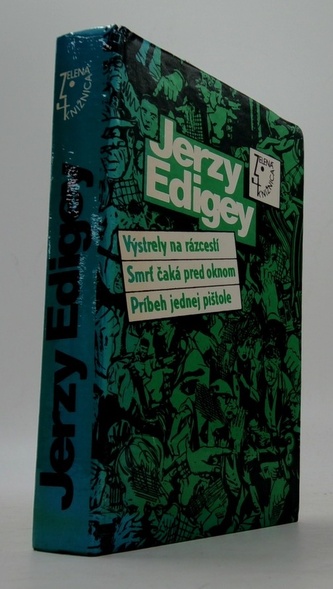 ZELENÁ
KNIŽNICA
Jerzy Edigey
Jerzy
Edigey
ZELENÁ
KNIŽNICA
Výstrely na rázcestí
Smrť čaká pred oknom
Príbeh jednej pištole